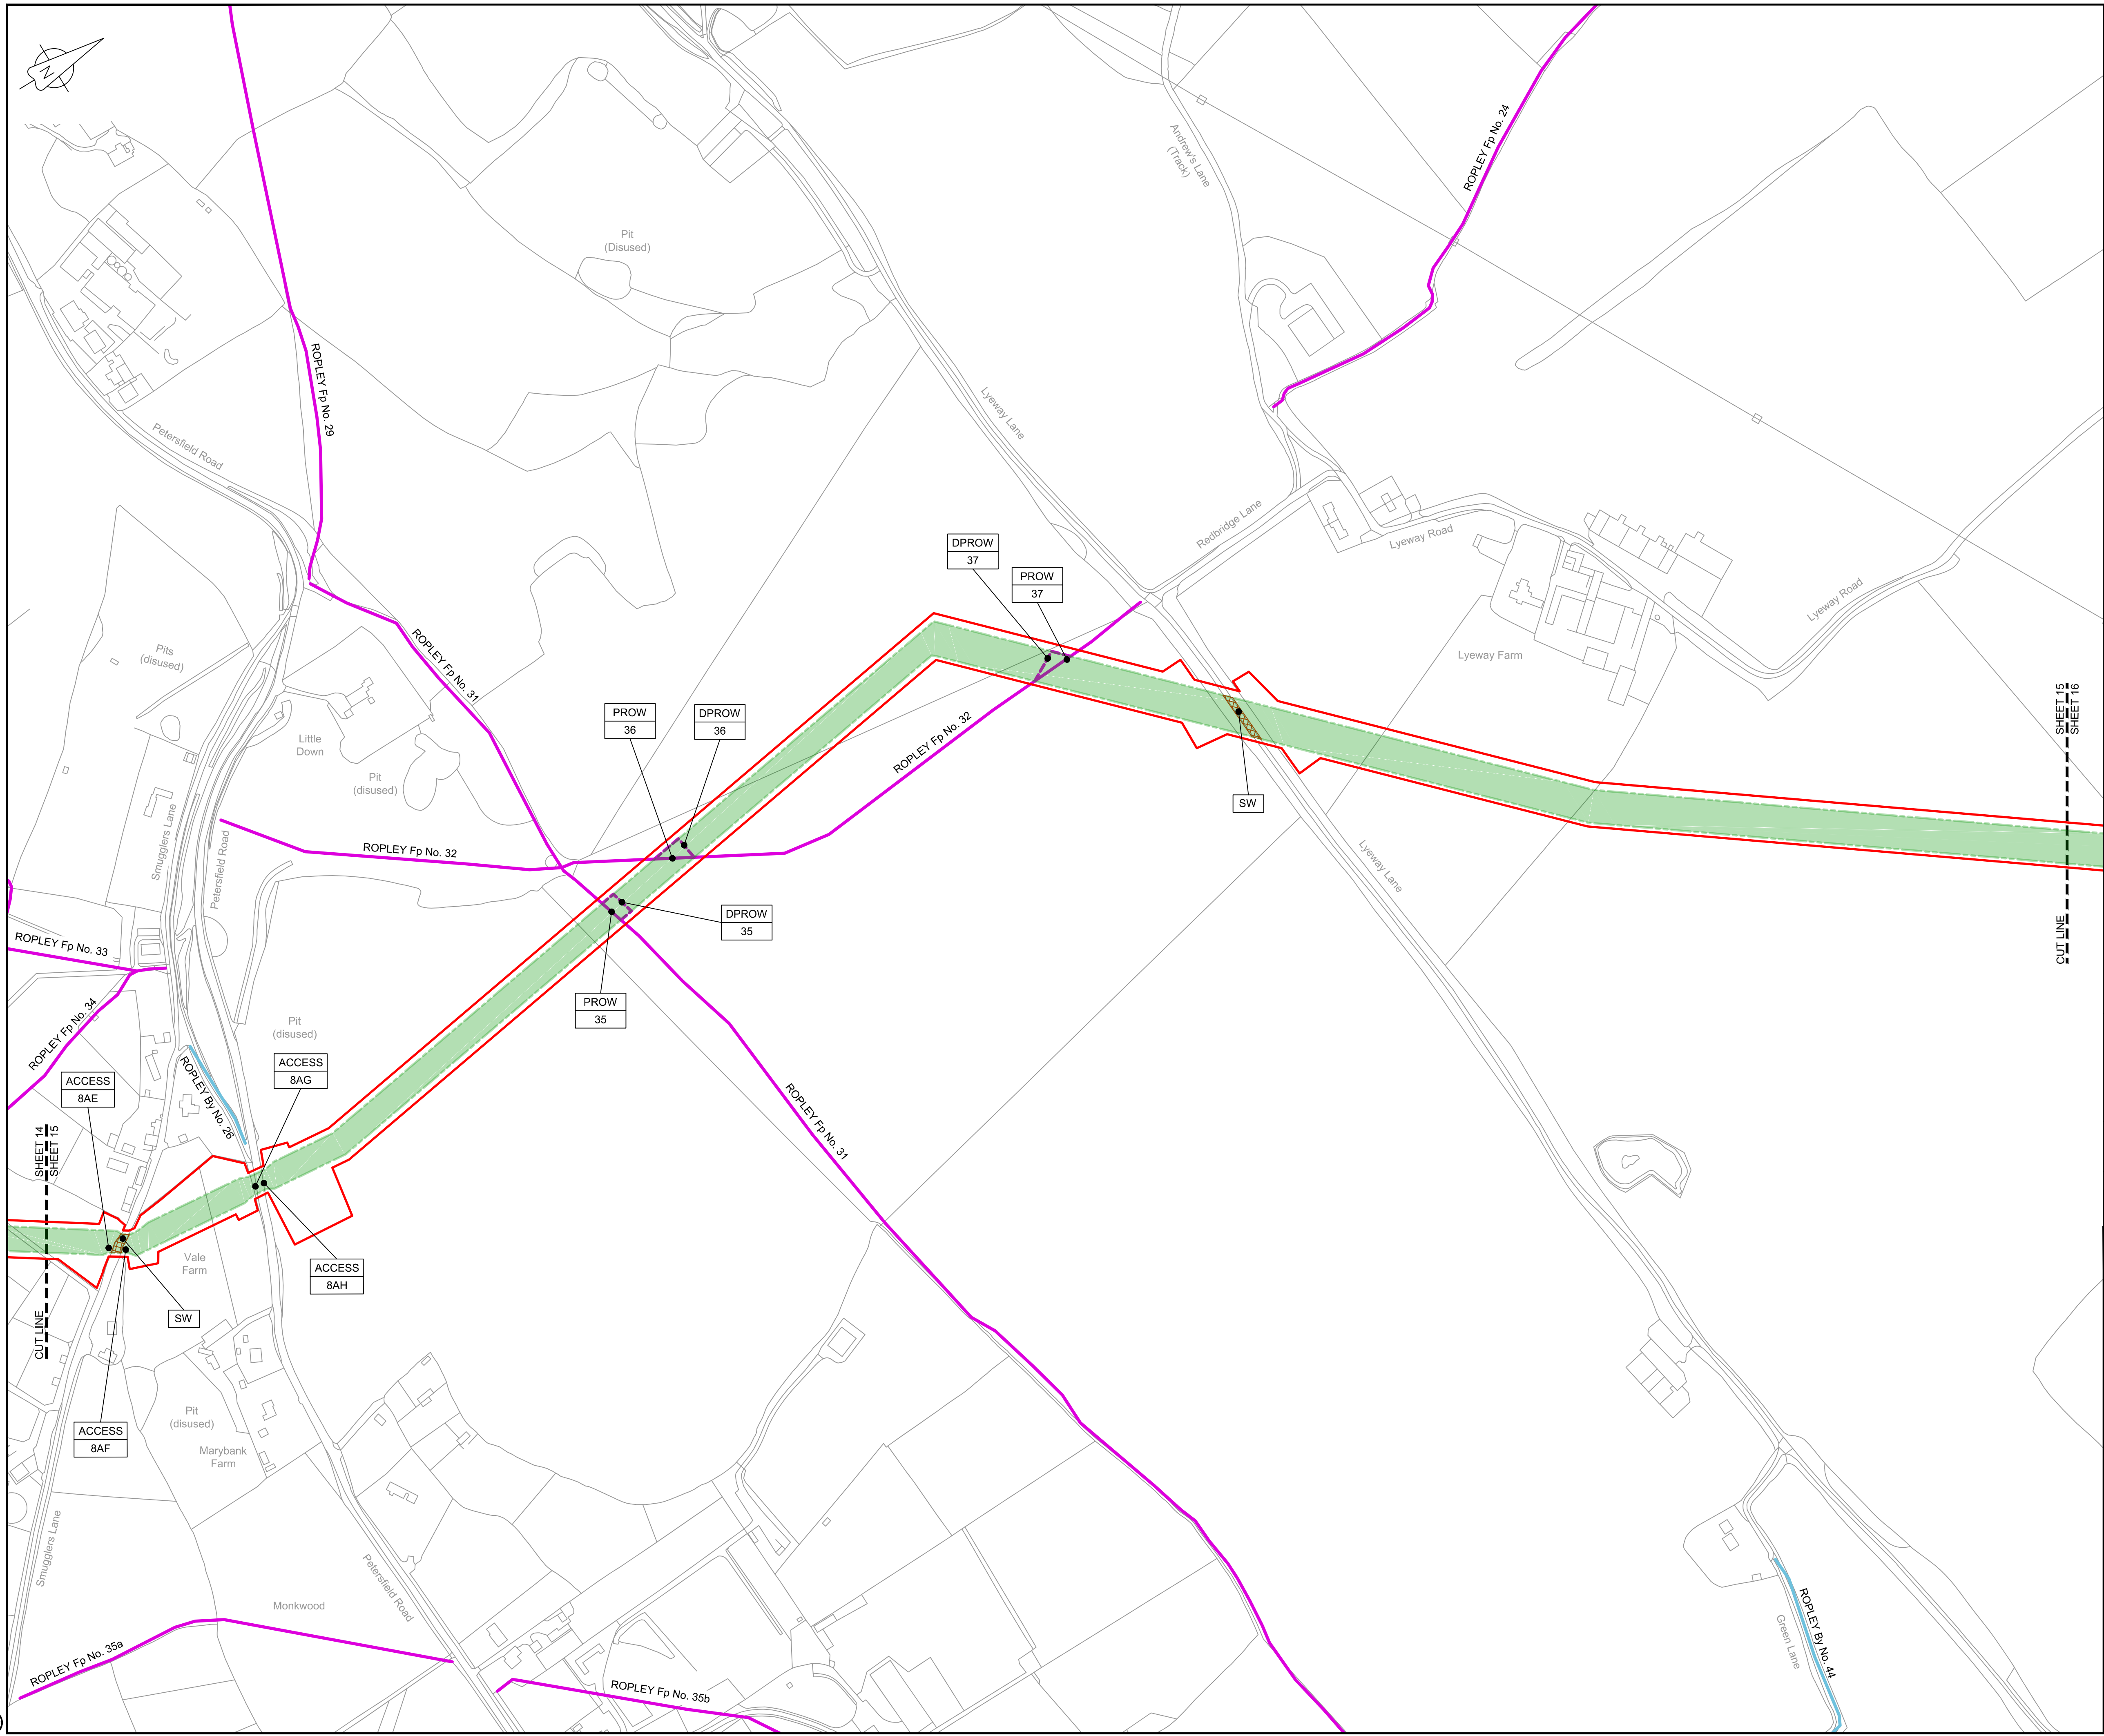 N
ROPLEY Fp No. 24
Andrew's Lane
(Track)
Pit
(Disused)
ROPLEY Fp No. 29
Petersfield Road
Lyeway Lane
Redbridge Lane
Lyeway Road
DPROW
37
PROW
37
Lyeway Road
Lyeway Farm
Pits
(disused)
ROPLEY Fp No. 31
Little
Down
Pit
(disused)
PROW
36
DPROW
36
ROPLEY Fp No. 32
SHEET 15
SHEET 16
CUT LINE
SW
Smugglers Lane
Petersfield Road
ROPLEY Fp No. 32
Lyeway Lane
DPROW
35
PROW
35
ROPLEY Fp No. 33
ROPLEY Fp No. 34
Pit
(disused)
ACCESS
8AG
ACCESS
8AE
ROPLEY By No. 26
ROPLEY Fp No. 31
SHEET 14
SHEET 15
CUT LINE
Vale
Farm
ACCESS
8AH
SW
ACCESS
8AF
Pit
(disused)
Marybank
Farm
Smugglers Lane
Petersfield Road
Monkwood
ROPLEY Fp No. 35a
ROPLEY Fp No. 35b
Green Lane
ROPLEY By No. 44